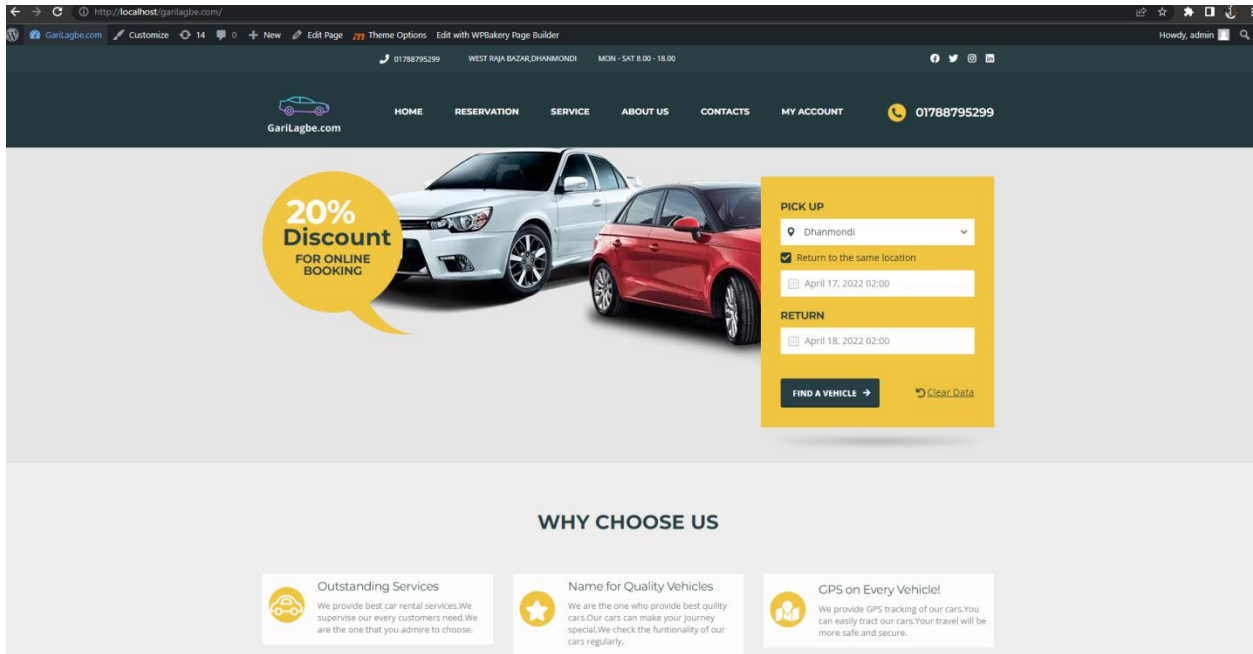 http://localhost/garilagbe.com/
GariLagbe.com Customize 14 0 New Edit Page Theme Options Edit with WPBakery Page Builder Howdy, admin
01788795299 WEST RAJA BAZAR,DHANMONDI MON - SAT 8.00 - 18.00
GariLagbe.com
HOME RESERVATION SERVICE ABOUT US CONTACTS MY ACCOUNT 01788795299
20%
Discount
FOR ONLINE
BOOKING
PICK UP
Dhanmondi
Return to the same location
April 17, 2022 02:00
RETURN
April 18, 2022 02:00
FIND A VEHICLE Clear Data
WHY CHOOSE US
Outstanding Services
We provide best car rental services.We
supervise our every customers need.We
are the one that you admire to choose.
Name for Quality Vehicles
We are the one who provide best quility
cars.Our cars can make your journey
special.We check the funtionality of our
cars regularly.
GPS on Every Vehicle!
We provide GPS tracking of our cars.You
can easily tract our cars.Your travel will be
more safe and secure.